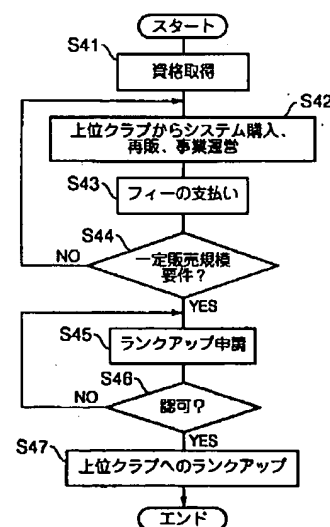 スタート
S41
資格取得
S42
上位クラブからシステム購入、
再販、事業運営
S43
フィーの支払い
S44
一定販売規模
要件?
NO
YES
S45
ランクアップ申請
S46
認可?
NO
YES
S47
上位クラブへのランクアップ
エンド